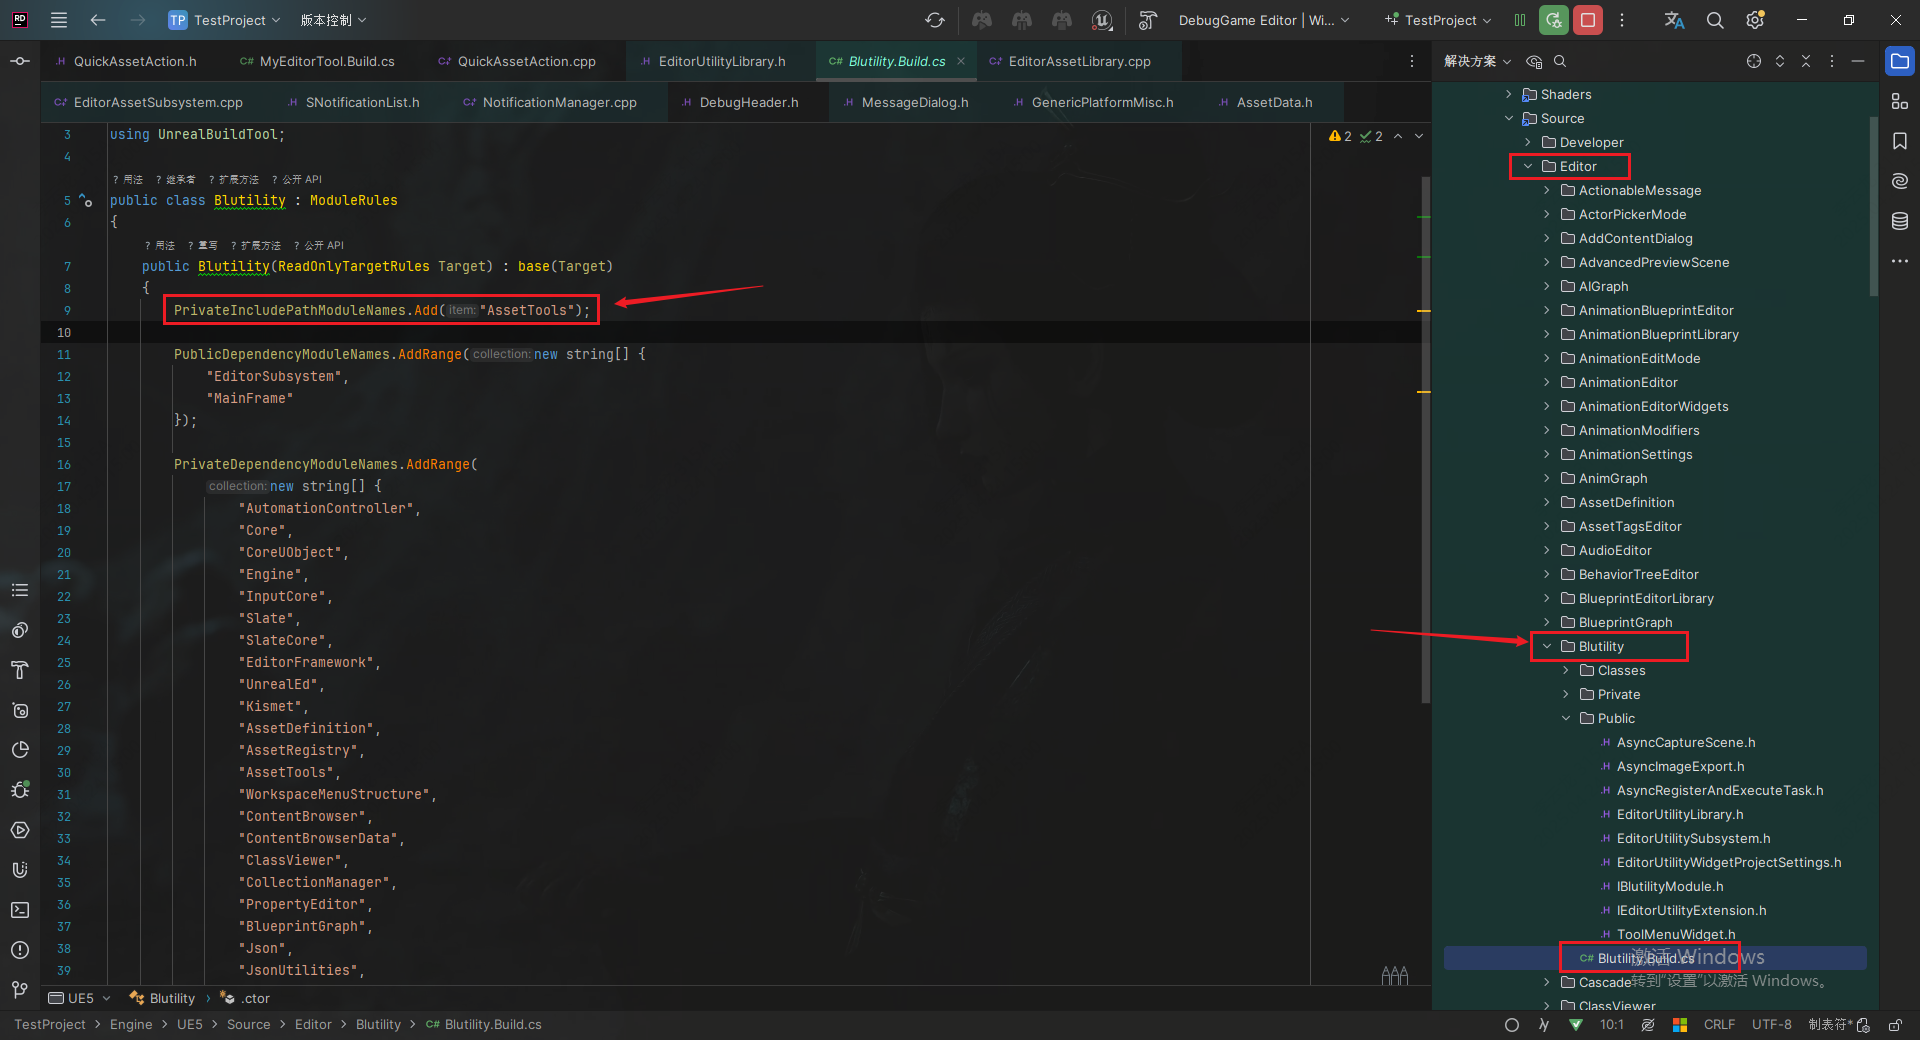 RD TP TestProject 版本控制 DebugGame Editor | Wi... TestProject
QuickAssetAction.h MyEditorTool.Build.cs QuickAssetAction.cpp EditorUtilityLibrary.h Blutility.Build.cs EditorAssetLibrary.cpp
EditorAssetSubsystem.cpp SNotificationList.h NotificationManager.cpp DebugHeader.h MessageDialog.h GenericPlatformMisc.h AssetData.h
2 2
3 using UnrealBuildTool;
4
? 用法 ? 继承者 ? 扩展方法 ? 公开 API
5 public class Blutility : ModuleRules
6 {
? 用法 ? 重写 ? 扩展方法 ? 公开 API
7 public Blutility(ReadOnlyTargetRules Target) : base(Target)
8 {
9 PrivateIncludePathModuleNames.Add( item: "AssetTools");
10
11 PublicDependencyModuleNames.AddRange( collection: new string[] {
12 "EditorSubsystem",
13 "MainFrame"
14 });
15
16 PrivateDependencyModuleNames.AddRange(
17 collection: new string[] {
18 "AutomationController",
19 "Core",
20 "CoreUObject",
21 "Engine",
22 "InputCore",
23 "Slate",
24 "SlateCore",
25 "EditorFramework",
26 "UnrealEd",
27 "Kismet",
28 "AssetDefinition",
29 "AssetRegistry",
30 "AssetTools",
31 "WorkspaceMenuStructure",
32 "ContentBrowser",
33 "ContentBrowserData",
34 "ClassViewer",
35 "CollectionManager",
36 "PropertyEditor",
37 "BlueprintGraph",
38 "Json",
39 "JsonUtilities",
UE5 Blutility .ctor
解决方案
Shaders
Source
Developer
Editor
ActionableMessage
ActorPickerMode
AddContentDialog
AdvancedPreviewScene
AIGraph
AnimationBlueprintEditor
AnimationBlueprintLibrary
AnimationEditMode
AnimationEditor
AnimationEditorWidgets
AnimationModifiers
AnimationSettings
AnimGraph
AssetDefinition
AssetTagsEditor
AudioEditor
BehaviorTreeEditor
BlueprintEditorLibrary
BlueprintGraph
Blutility
Classes
Private
Public
AsyncCaptureScene.h
AsyncImageExport.h
AsyncRegisterAndExecuteTask.h
EditorUtilityLibrary.h
EditorUtilitySubsystem.h
EditorUtilityWidgetProjectSettings.h
IBlutilityModule.h
IEditorUtilityExtension.h
ToolMenuWidget.h
C# Blutility.Build.cs
激活 Windows
Cascade
转到"设置"以激活 Windows。
ClassViewer
TestProject > Engine > UE5 > Source > Editor > Blutility > C# Blutility.Build.cs 10:1 CRLF UTF-8 制表符*